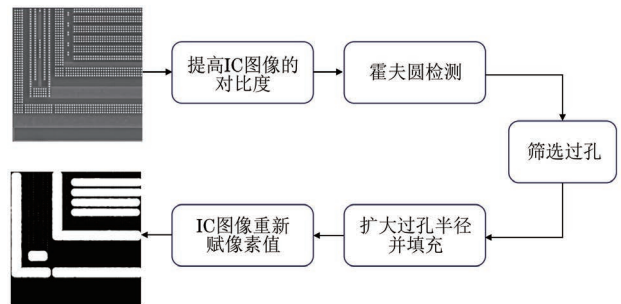 提高IC图像的
对比度
霍夫圆检测
筛选过孔
扩大过孔半径
并填充
IC图像重新
赋像素值